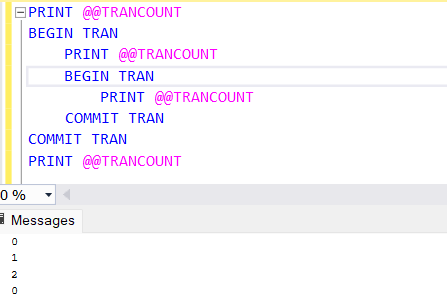 PRINT @@TRANCOUNT
BEGIN TRAN
PRINT @@TRANCOUNT
BEGIN TRAN
PRINT @@TRANCOUNT
COMMIT TRAN
COMMIT TRAN
PRINT @@TRANCOUNT
0 %
Messages
0
1
2
0